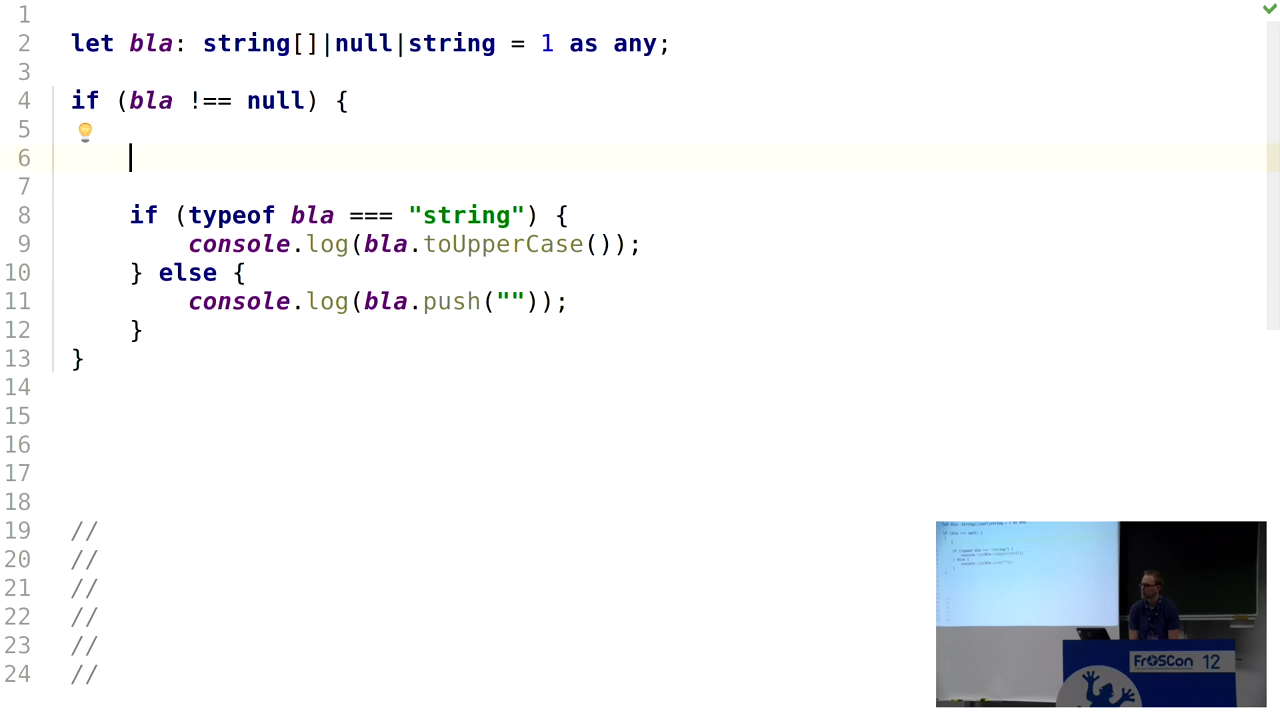 1
2 let bla: string[]|null|string = 1 as any;
3
4 if (bla !== null) {
5
6
7
8 if (typeof bla === "string") {
9 console.log(bla.toUpperCase());
10 } else {
11 console.log(bla.push(""));
12 }
13 }
14
15
16
17
18
19 //
20 //
21 //
22 //
23 //
24 //
FrOSCon 12